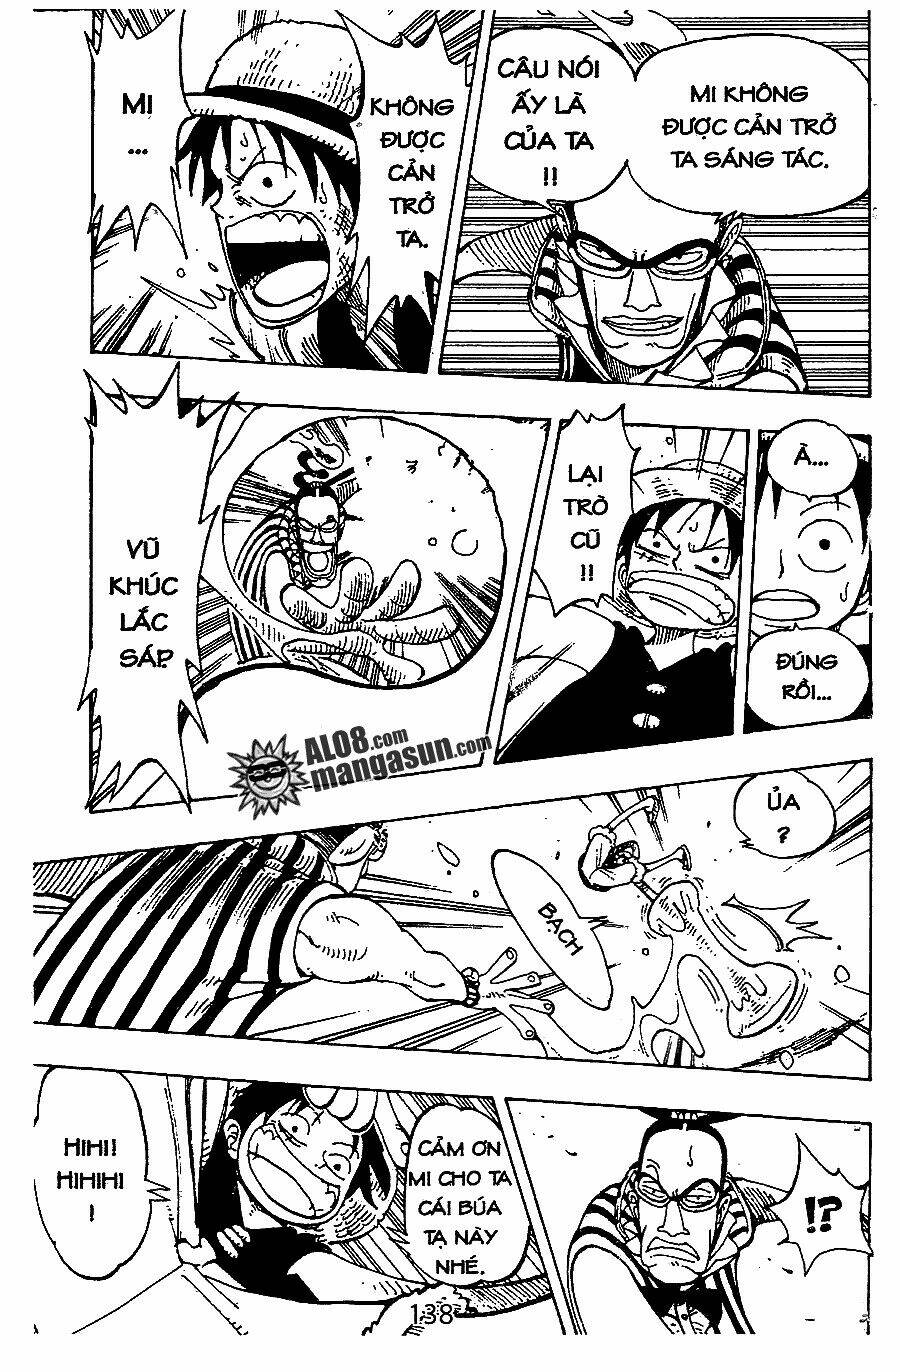 MI KHÔNG
ĐƯỢC CẢN TRỞ
TA SÁNG TÁC.
CÂU NÓI
ẤY LÀ
CỦA TA
!!
KHÔNG
ĐƯỢC
CẢN
TRỞ
TA.
MI
...
À...
ĐÚNG
RỒI...
LẠI
TRÒ
CŨ
!!
VŨ
KHÚC
LẮC
SÁP.
AL08.com
mangasun.com
ỦA
?
BẠCH
!?
CẢM ƠN
MI CHO TA
CÁI BÚA
TẠ NÀY
NHÉ.
HIHI!
HIHIHI
!
138